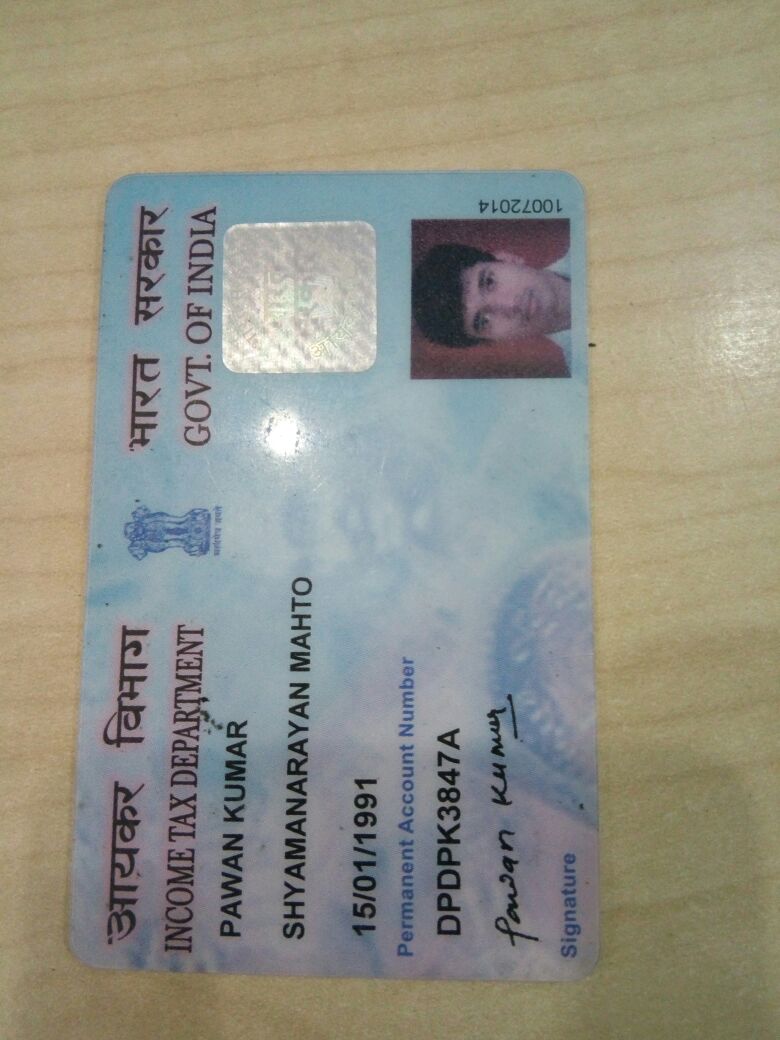 आयकर विभाग
INCOME TAX DEPARTMENT
भारत सरकार
GOVT. OF INDIA
सत्यमेव जयते
PAWAN KUMAR
SHYAMANARAYAN MAHTO
15/01/1991
Permanent Account Number
DPDPK3847A
Pawan Kumar
Signature
10072014